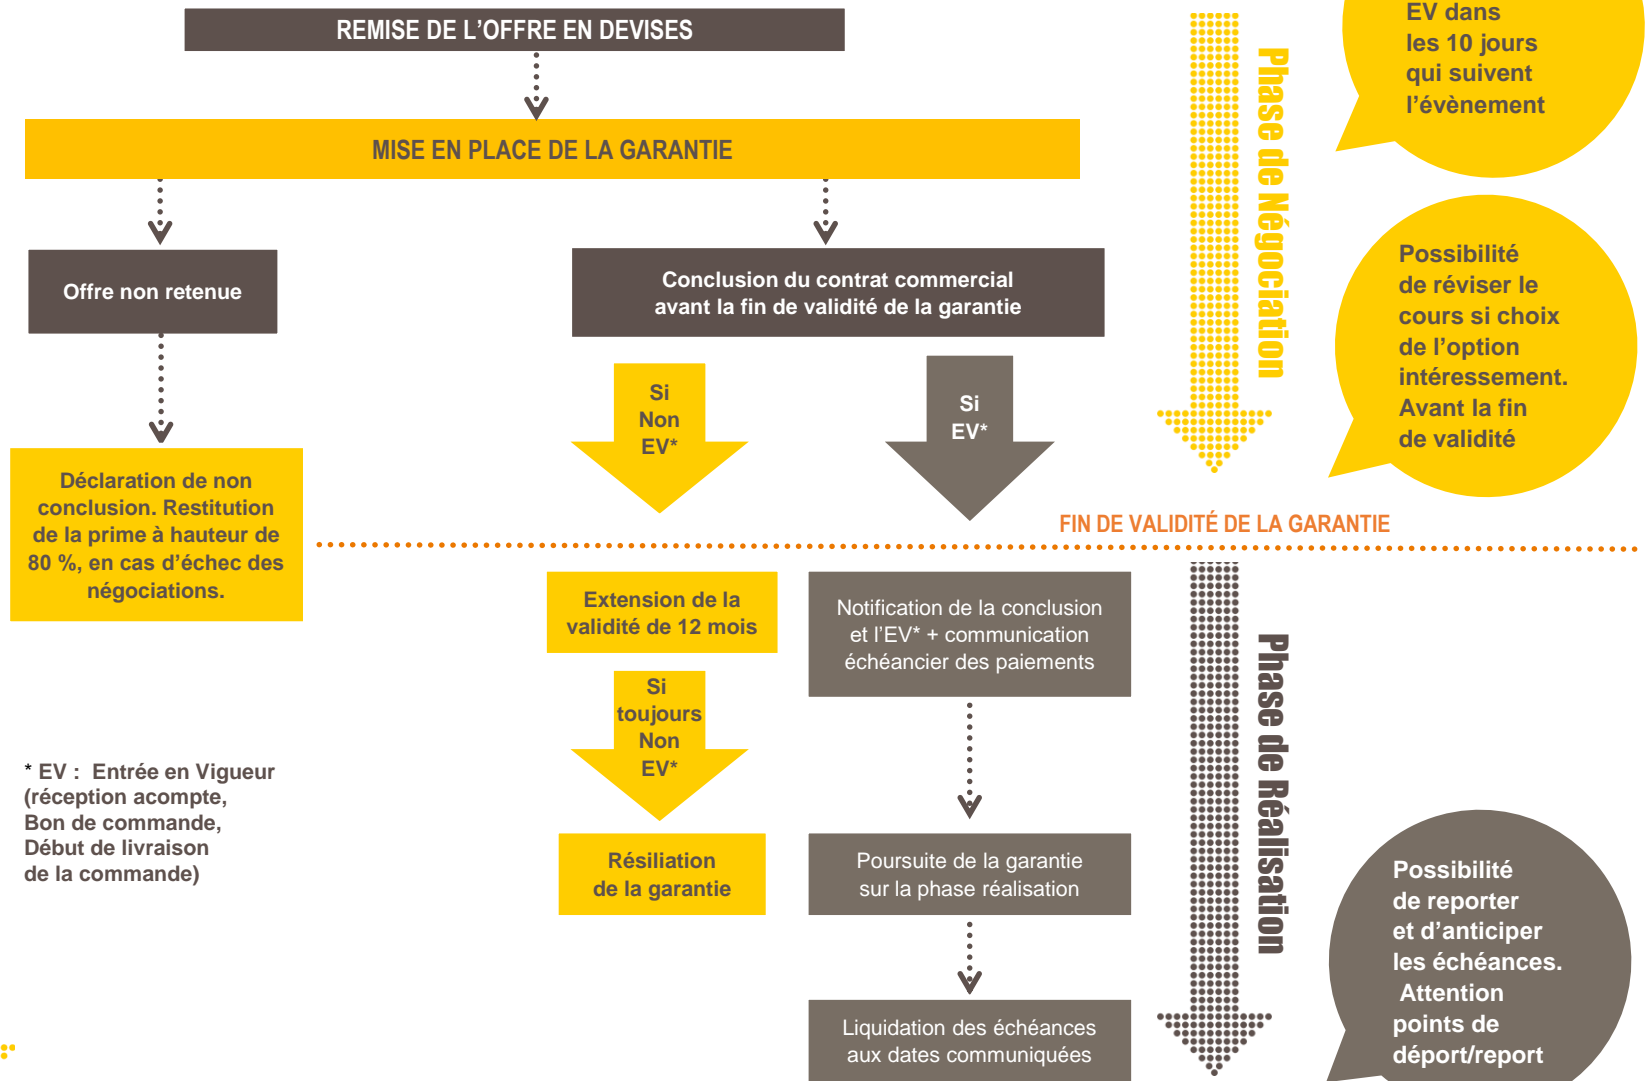 REMISE DE L’OFFRE EN DEVISES
MISE EN PLACE DE LA GARANTIE
Offre non retenue
Conclusion du contrat commercial
avant la fin de validité de la garantie
Si
Non
EV*
Si
EV*
Déclaration de non
conclusion. Restitution
de la prime à hauteur de
80 %, en cas d’échec des
négociations.
Phase de Négociation
EV dans
les 10 jours
qui suivent
l’évènement
Possibilité
de réviser le
cours si choix
de l’option
intéressement.
Avant la fin
de validité
FIN DE VALIDITÉ DE LA GARANTIE
Extension de la
validité de 12 mois
Notification de la conclusion
et l’EV* + communication
échéancier des paiements
Si
toujours
Non
EV*
Résiliation
de la garantie
Poursuite de la garantie
sur la phase réalisation
Liquidation des échéances
aux dates communiquées
Phase de Réalisation
* EV : Entrée en Vigueur
(réception acompte,
Bon de commande,
Début de livraison
de la commande)
Possibilité
de reporter
et d’anticiper
les échéances.
Attention
points de
déport/report